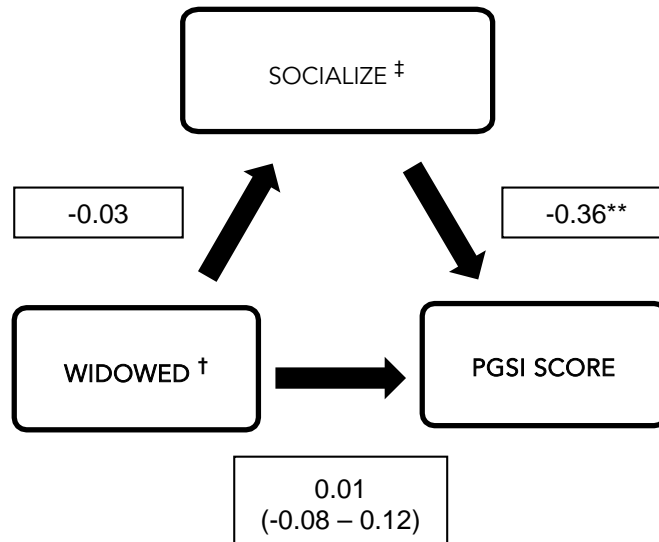 SOCIALIZE ‡
-0.03
-0.36**
WIDOWED †
PGSI SCORE
0.01
(-0.08 – 0.12)